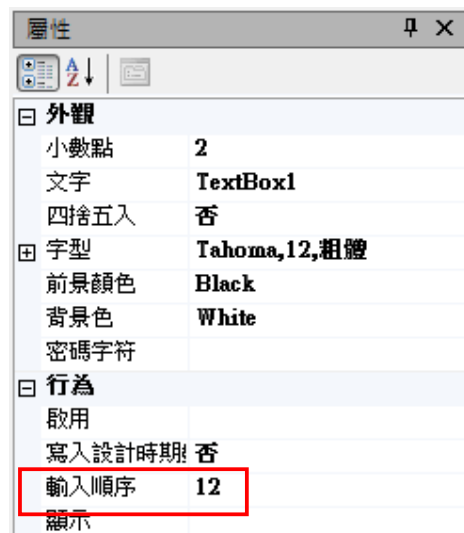 屬性
A
Z
外觀
小數點 2
文字 TextBox1
四捨五入 否
字型 Tahoma,12,粗體
前景顏色 Black
背景色 White
密碼字符
行為
啟用
寫入設計時期 否
輸入順序 12
顯示